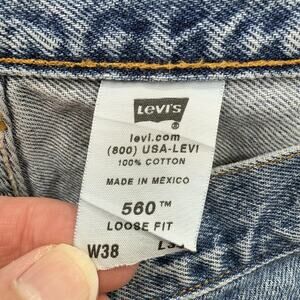 LEVI'S
levi.com
(800) USA-LEVI
100% COTTON
MADE IN MEXICO
560™
LOOSE FIT
W38